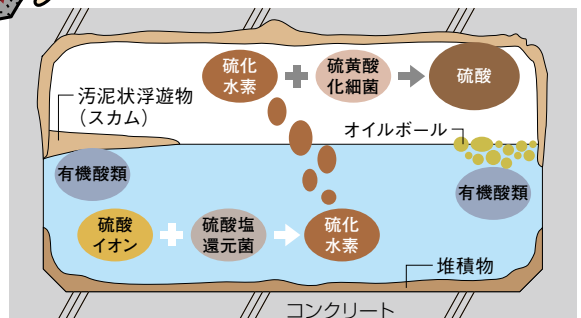 硫化
水素
硫黄酸
化細菌
硫酸
汚泥状浮遊物
（スカム）
オイルボール
有機酸類
有機酸類
硫酸
イオン
硫酸塩
還元菌
硫化
水素
堆積物
コンクリート